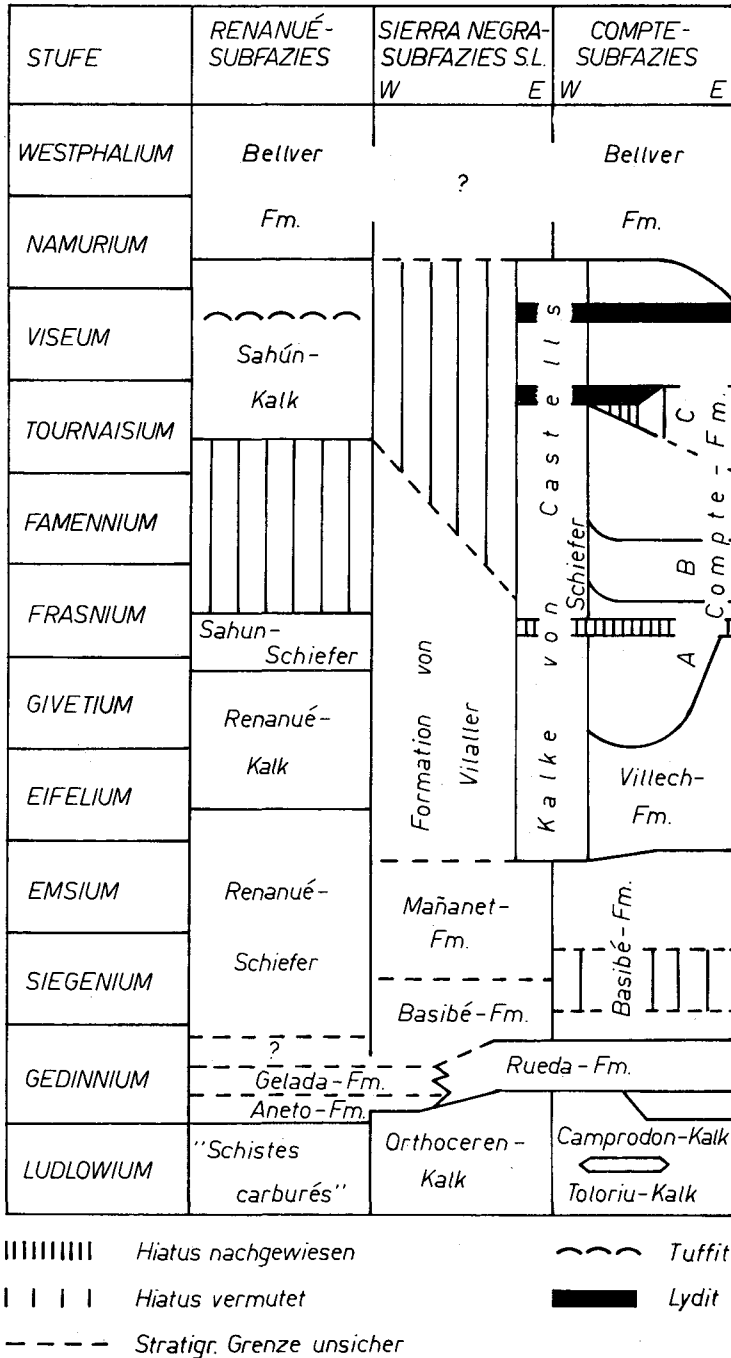 STUFE
RENANUÉ-
SUBFAZIES
SIERRA NEGRA-
SUBFAZIES S.L.
W E
COMPTE-
SUBFAZIES
W E
WESTPHALIUM
NAMURIUM
VISEUM
TOURNAISIUM
FAMENNIUM
FRASNIUM
GIVETIUM
EIFELIUM
EMSIUM
SIEGENIUM
GEDINNIUM
LUDLOWIUM
Bellver
Fm.
Sahún-
Kalk
Sahun-
Schiefer
Renanué-
Kalk
Renanué-
Schiefer
?
Gelada-Fm.
Aneto-Fm.
"Schistes
carburés"
?
Formation von
Vilaller
Mañanet-
Fm.
Basibé-Fm.
Orthoceren-
Kalk
Kalke von Castells
Schiefer
Bellver
Fm.
A B C
Compte-Fm.
Villech-
Fm.
Basibé-Fm.
Rueda-Fm.
Camprodon-Kalk
Toloriu-Kalk
Hiatus nachgewiesen
Hiatus vermutet
Stratigr. Grenze unsicher
Tuffit
Lydit